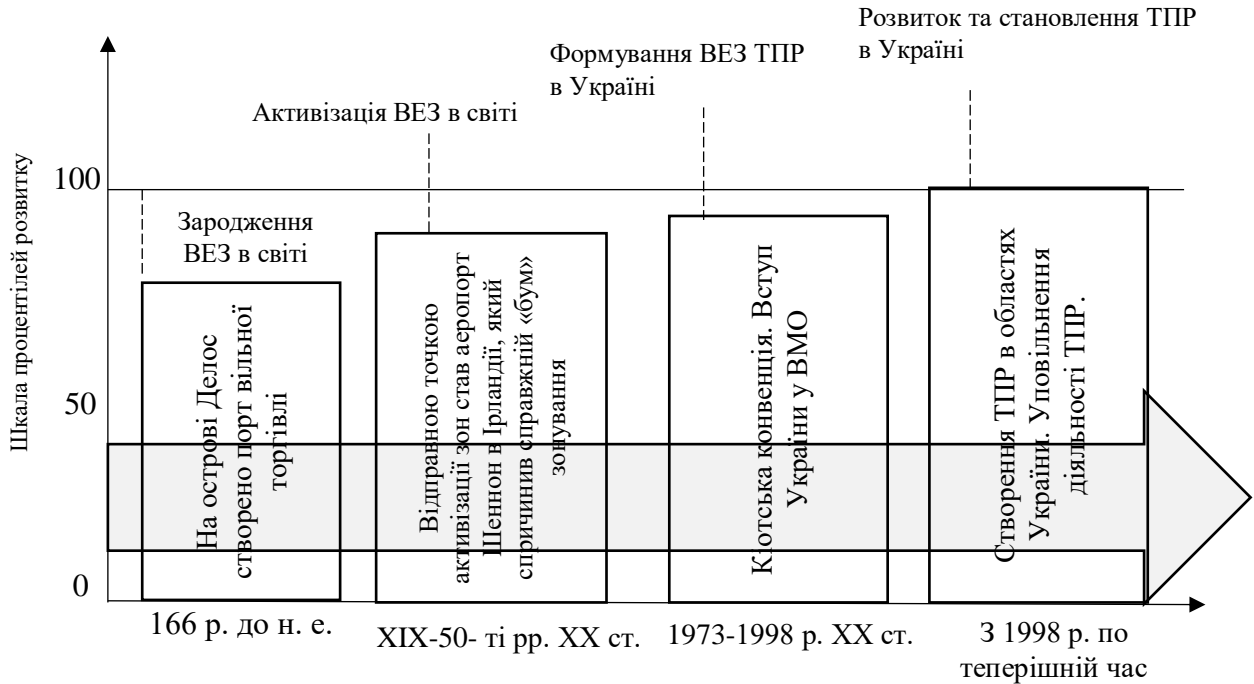 Розвиток та становлення ТПР
в Україні
Формування ВЕЗ ТПР
в Україні
Активізація ВЕЗ в світі
Зародження
ВЕЗ в світі
Шкала процентілей розвитку
100
50
0
На острові Делос
створено порт вільної
торгівлі
Відправною точкою
активізації зон став аеропорт
Шеннон в Ірландії, який
спричинив справжній «бум»
зонування
Кіотська конвенція. Вступ
України у ВМО
Створення ТПР в областях
України. Уповільнення
діяльності ТПР.
166 р. до н. е.
XIX-50- ті рр. XX ст.
1973-1998 р. XX ст.
З 1998 р. по
теперішній час